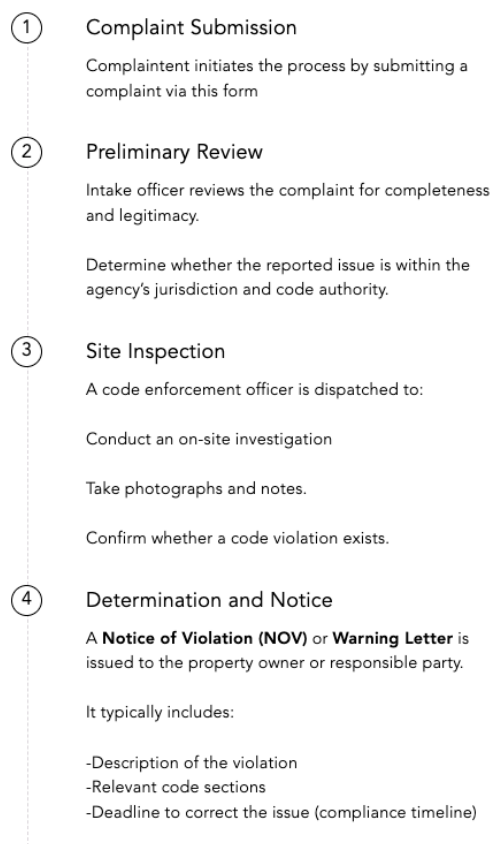 1
Complaint Submission
Complaintent initiates the process by submitting a
complaint via this form
2
Preliminary Review
Intake officer reviews the complaint for completeness
and legitimacy.
Determine whether the reported issue is within the
agency's jurisdiction and code authority.
3
Site Inspection
A code enforcement officer is dispatched to:
Conduct an on-site investigation
Take photographs and notes.
Confirm whether a code violation exists.
4
Determination and Notice
A Notice of Violation (NOV) or Warning Letter is
issued to the property owner or responsible party.
It typically includes:
-Description of the violation
-Relevant code sections
-Deadline to correct the issue (compliance timeline)